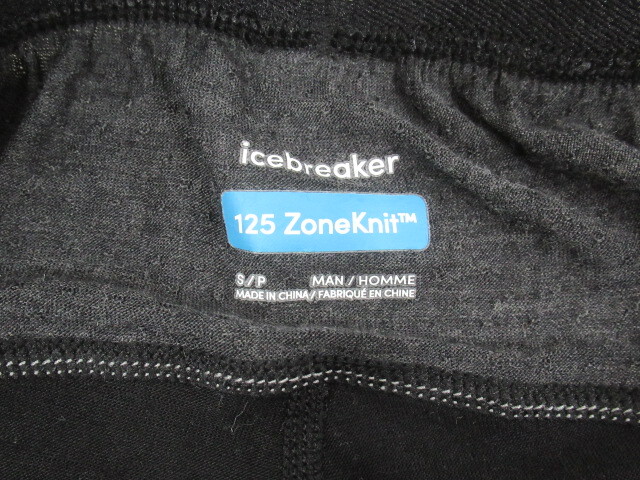 icebreaker
125 ZoneKnit™
S/P MAN / HOMME
MADE IN CHINA / FABRIQUÉ EN CHINE